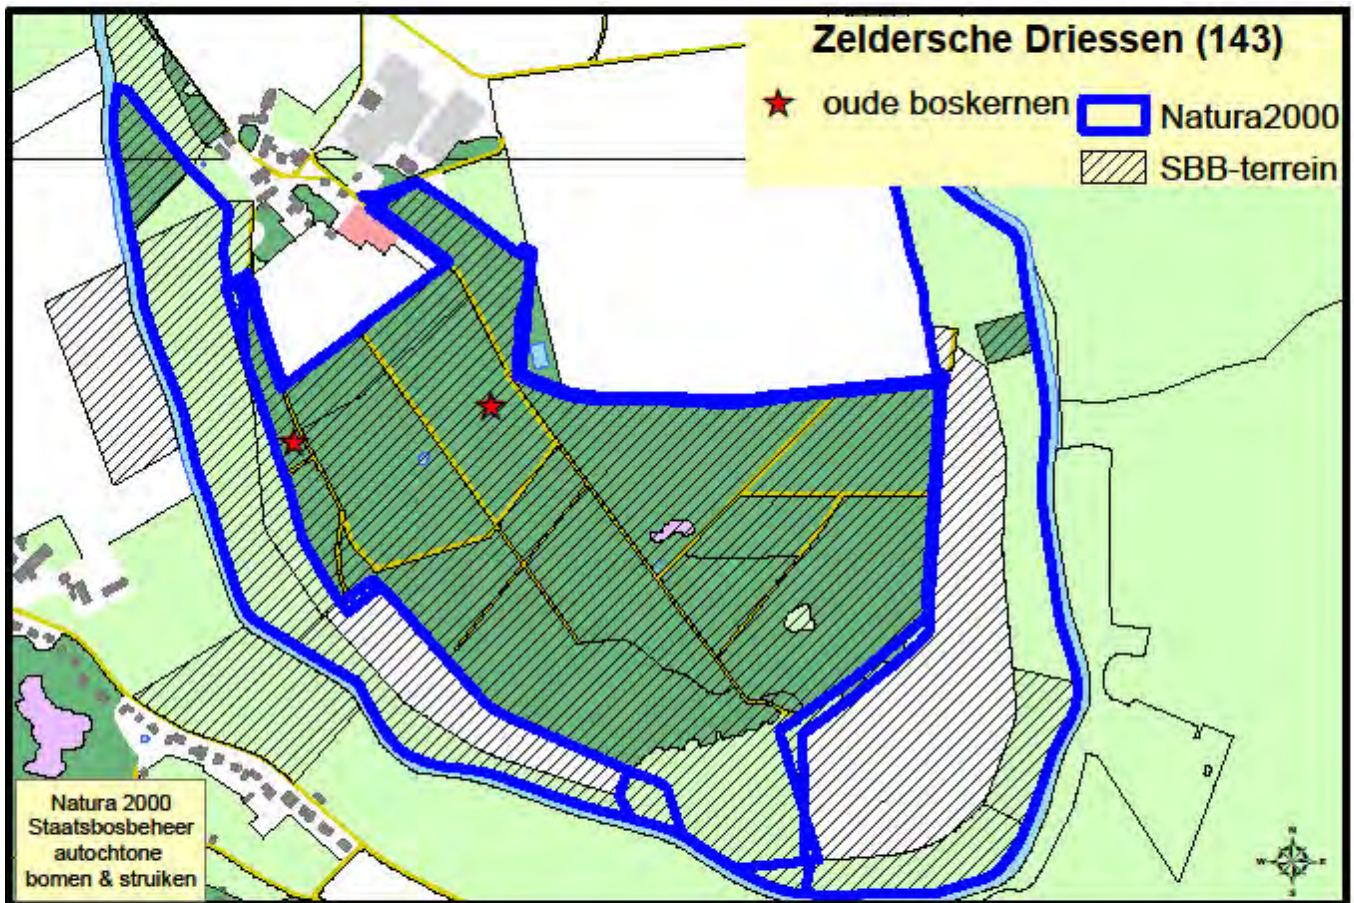 Zeldersche Driessen (143)
oude boskernen
Natura2000
SBB-terrein
Natura 2000
Staatsbosbeheer
autochtone
bomen & struiken
N
W E
S